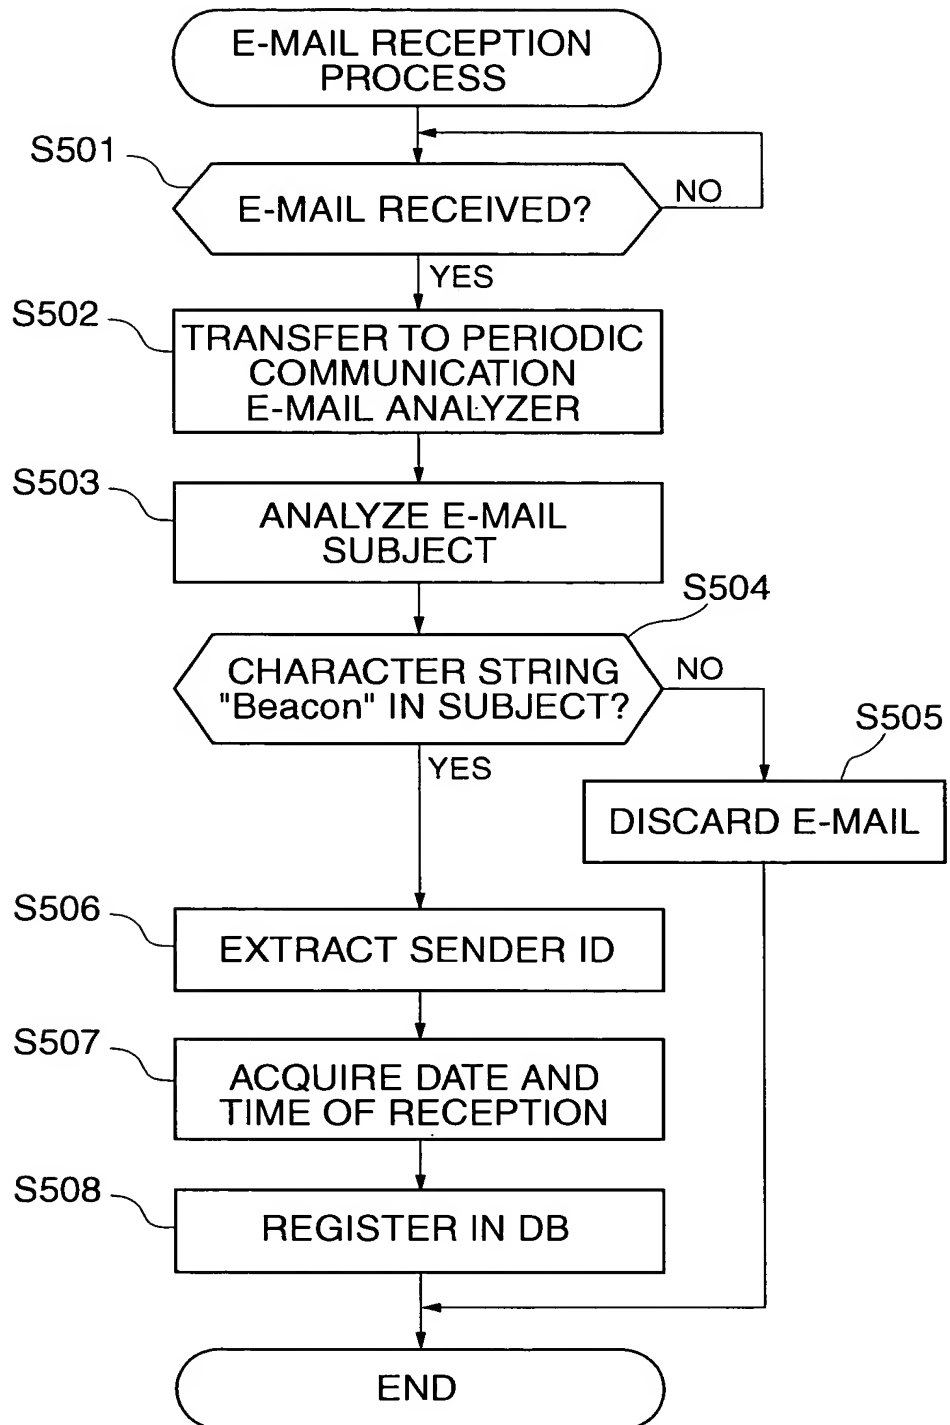 E-MAIL RECEPTION
PROCESS
S501
E-MAIL RECEIVED?
NO
YES
S502
TRANSFER TO PERIODIC
COMMUNICATION
E-MAIL ANALYZER
S503
ANALYZE E-MAIL
SUBJECT
S504
CHARACTER STRING
"Beacon" IN SUBJECT?
NO
YES
S505
DISCARD E-MAIL
S506
EXTRACT SENDER ID
S507
ACQUIRE DATE AND
TIME OF RECEPTION
S508
REGISTER IN DB
END